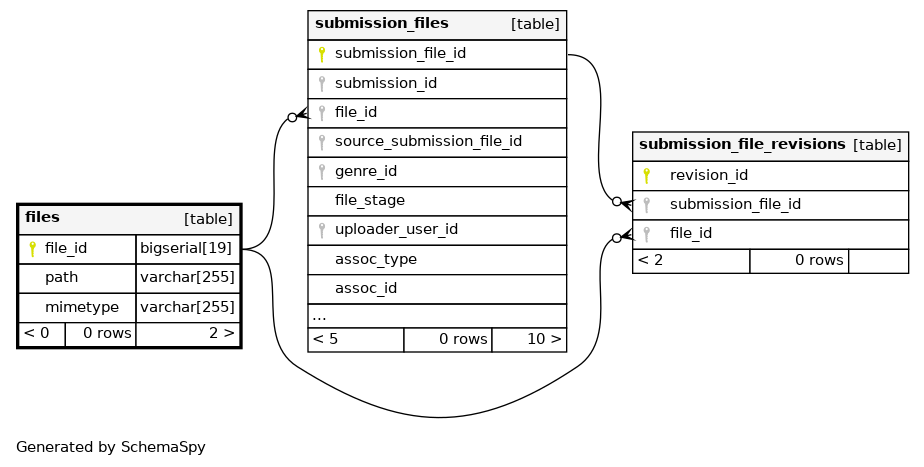 submission_files [table]
submission_file_id
submission_id
file_id
source_submission_file_id
genre_id
file_stage
uploader_user_id
assoc_type
assoc_id
...
< 5 0 rows 10 >
submission_file_revisions [table]
revision_id
submission_file_id
file_id
< 2 0 rows
files [table]
file_id bigserial[19]
path varchar[255]
mimetype varchar[255]
< 0 0 rows 2 >
Generated by SchemaSpy